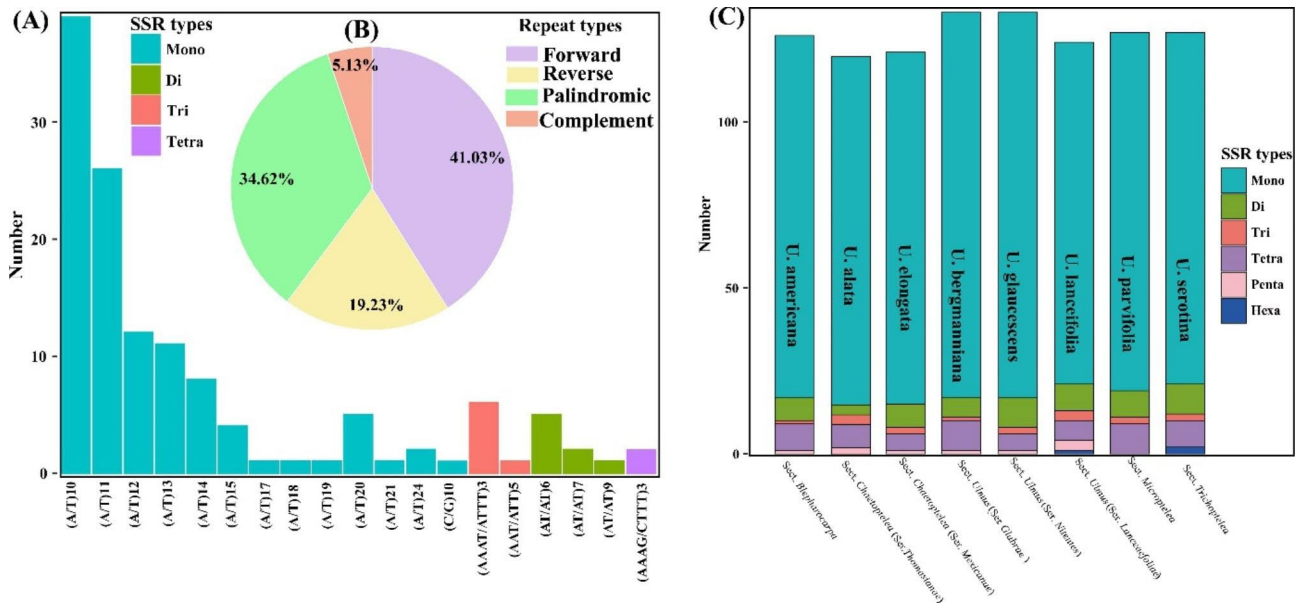 (A)
SSR types
Mono
Di
Tri
Tetra
Number
30
20
10
0
(A/T)10
(A/T)11
(A/T)12
(A/T)13
(A/T)14
(A/T)15
(A/T)17
(A/T)18
(A/T)19
(A/T)20
(A/T)21
(A/T)24
(C/G)10
(AAAT/ATTT)3
(AAT/ATT)5
(AT/AT)6
(AT/AT)7
(AT/AT)9
(AAAG/CTTT)3
(B)
Repeat types
Forward
Reverse
Palindromic
Complement
5.13%
41.03%
34.62%
19.23%
(C)
Number
100
50
0
U. americana
U. alata
U. elongata
U. bergmanniana
U. glaucescens
U. lanceifolia
U. parvifolia
U. serotina
Sect. Blepharocarpa
Sect. Chaetoptelea (Ser. Thomasianae)
Sect. Chaetoptelea (Ser. Mexicanae)
Sect. Ulmus (Ser. Glabrae )
Sect. Ulmus (Ser. Nitentes)
Sect. Ulmus (Ser. Lanceaefoliae)
Sect. Microptelea
Sect. Trichoptelea
SSR types
Mono
Di
Tri
Tetra
Penta
Hexa